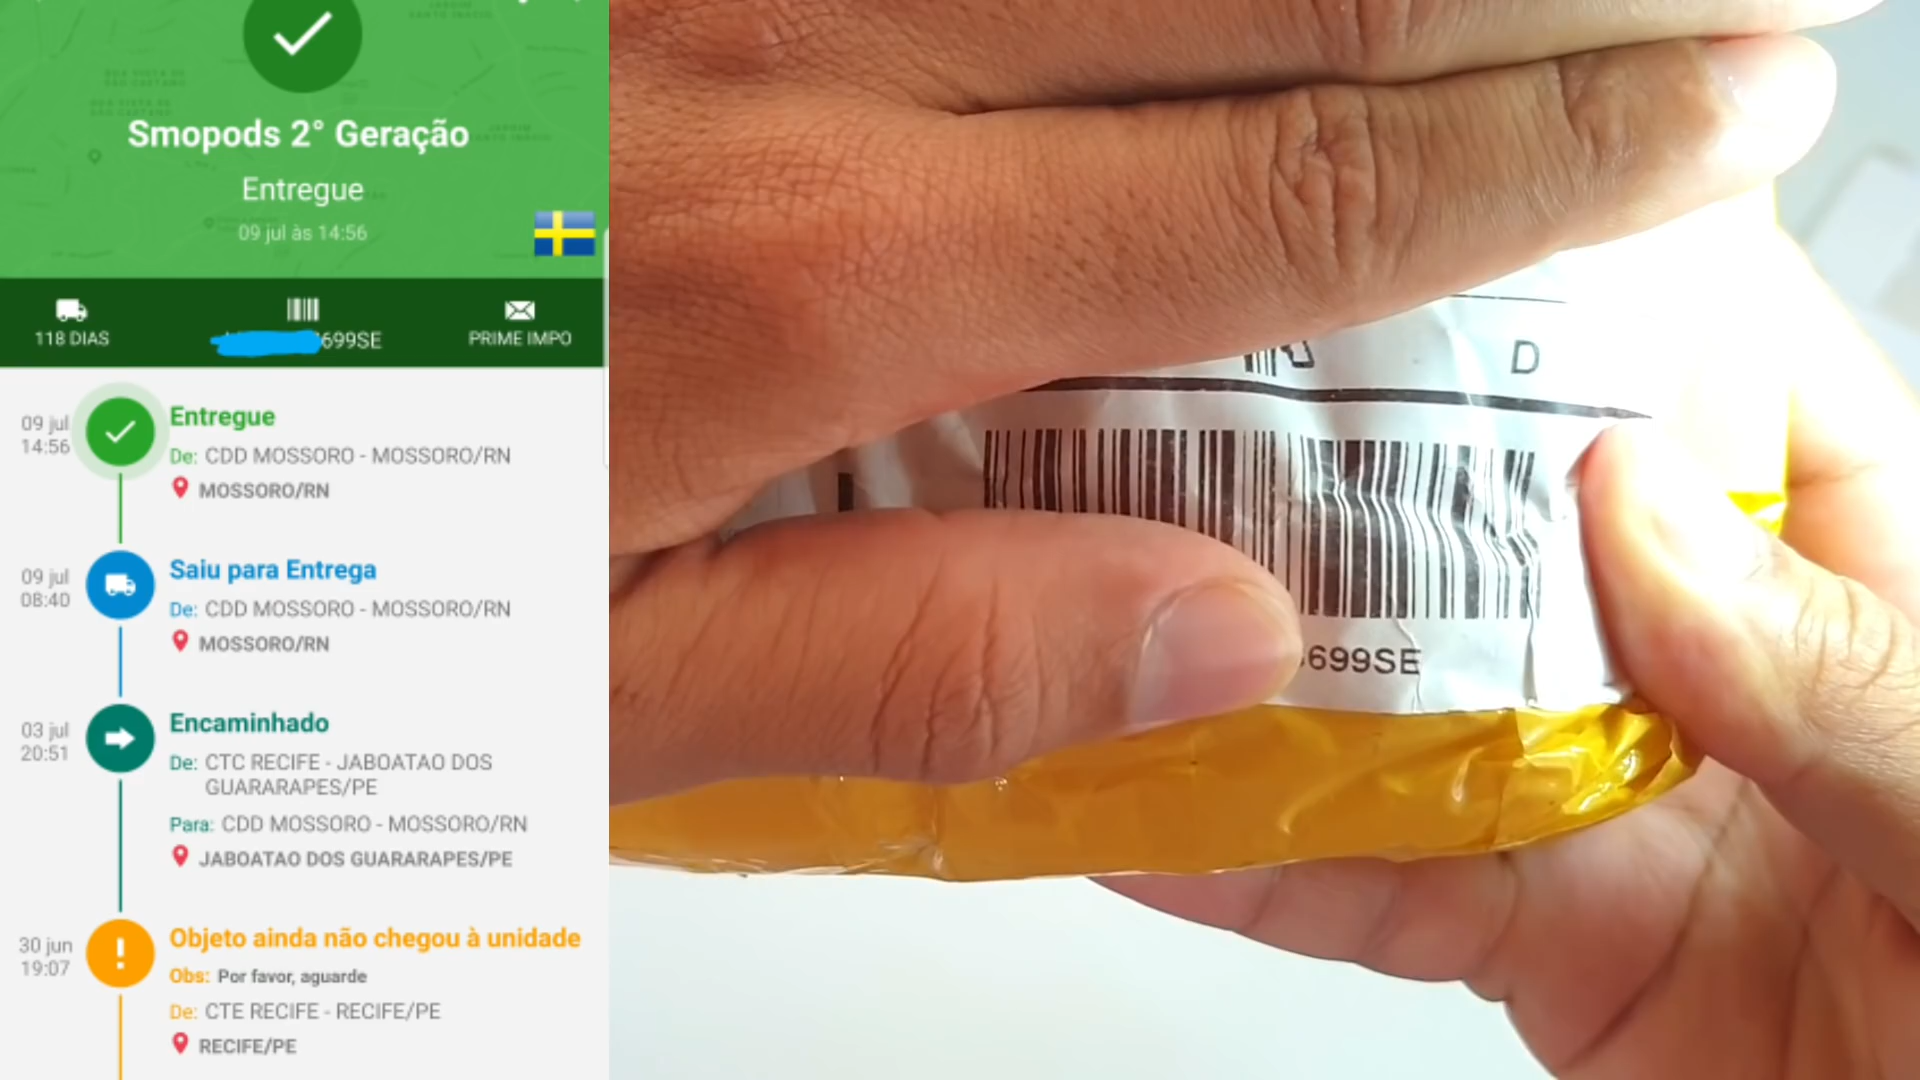 Smopods 2° Geração
Entregue
09 jul às 14:56
118 DIAS
699SE
PRIME IMPO
09 jul
14:56
Entregue
De: CDD MOSSORO - MOSSORO/RN
MOSSORO/RN
09 jul
08:40
Saiu para Entrega
De: CDD MOSSORO - MOSSORO/RN
MOSSORO/RN
03 jul
20:51
Encaminhado
De: CTC RECIFE - JABOATAO DOS
GUARARAPES/PE
Para: CDD MOSSORO - MOSSORO/RN
JABOATAO DOS GUARARAPES/PE
30 jun
19:07
Objeto ainda não chegou à unidade
Obs: Por favor, aguarde
De: CTE RECIFE - RECIFE/PE
RECIFE/PE
D
699SE